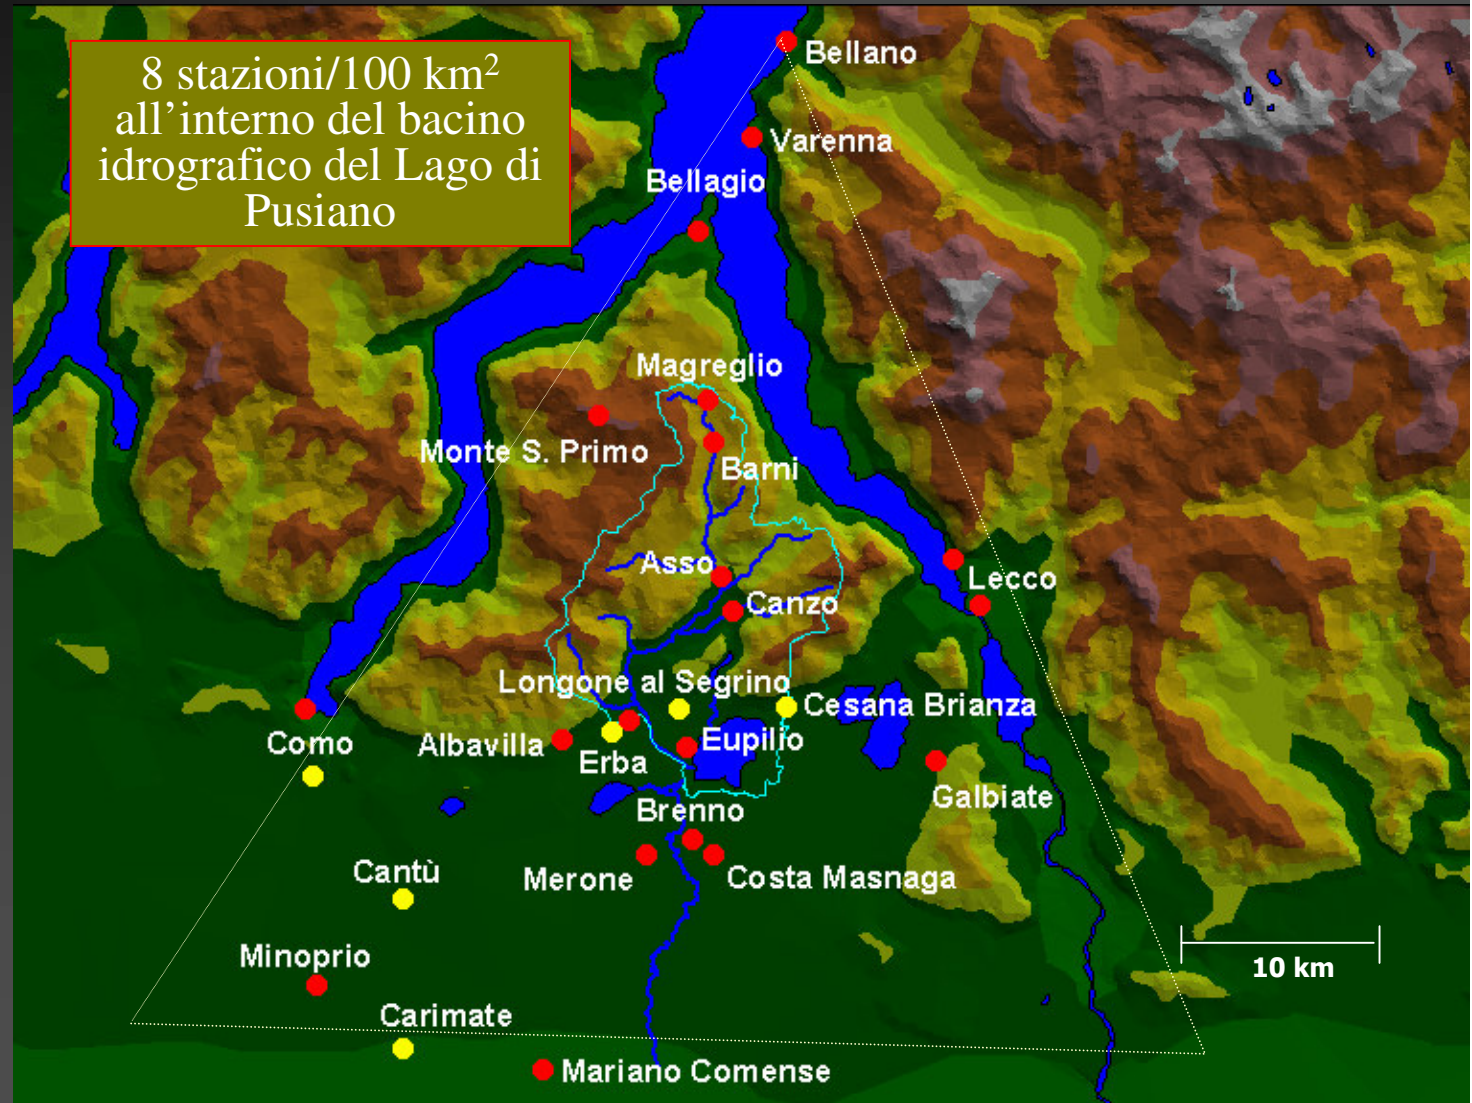 8 stazioni/100 km²
all’interno del bacino
idrografico del Lago di
Pusiano
Bellano
Varenna
Bellagio
Magreglio
Monte S. Primo
Barni
Asso
Lecco
Canzo
Longone al Segrino
Cesana Brianza
Como
Albavilla
Eupilio
Erba
Galbiate
Brenno
Cantù
Merone
Costa Masnaga
Minoprio
10 km
Carimate
Mariano Comense